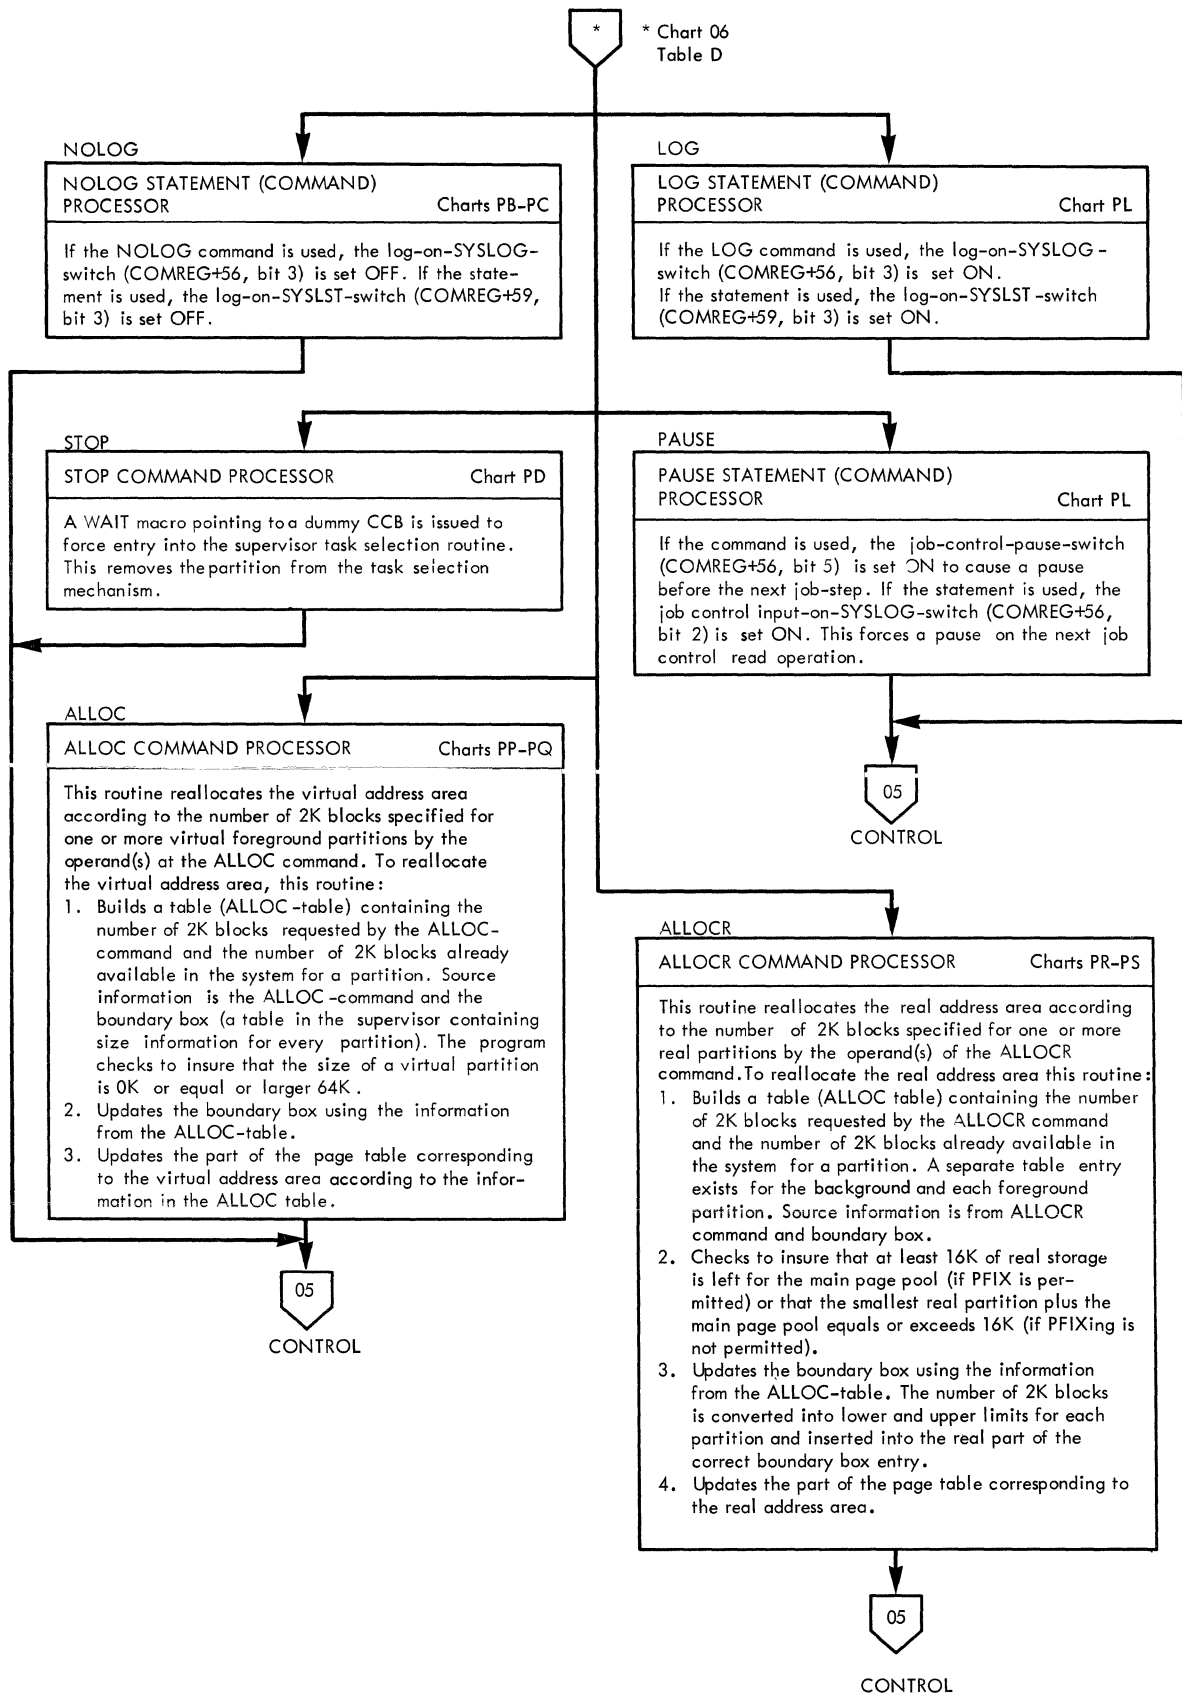 *
* Chart 06
Table D
NOLOG
NOLOG STATEMENT (COMMAND)
PROCESSOR Charts PB-PC
If the NOLOG command is used, the log-on-SYSLOG-
switch (COMREG+56, bit 3) is set OFF. If the state-
ment is used, the log-on-SYSLST-switch (COMREG+59,
bit 3) is set OFF.
LOG
LOG STATEMENT (COMMAND)
PROCESSOR Chart PL
If the LOG command is used, the log-on-SYSLOG-
switch (COMREG+56, bit 3) is set ON.
If the statement is used, the log-on-SYSLST-switch
(COMREG+59, bit 3) is set ON.
STOP
STOP COMMAND PROCESSOR Chart PD
A WAIT macro pointing to a dummy CCB is issued to
force entry into the supervisor task selection routine.
This removes the partition from the task selection
mechanism.
PAUSE
PAUSE STATEMENT (COMMAND)
PROCESSOR Chart PL
If the command is used, the job-control-pause-switch
(COMREG+56, bit 5) is set ON to cause a pause
before the next job-step. If the statement is used, the
job control input-on-SYSLOG-switch (COMREG+56,
bit 2) is set ON. This forces a pause on the next job
control read operation.
05
CONTROL
ALLOC
ALLOC COMMAND PROCESSOR Charts PP-PQ
This routine reallocates the virtual address area
according to the number of 2K blocks specified for
one or more virtual foreground partitions by the
operand(s) at the ALLOC command. To reallocate
the virtual address area, this routine:
1. Builds a table (ALLOC-table) containing the
number of 2K blocks requested by the ALLOC-
command and the number of 2K blocks already
available in the system for a partition. Source
information is the ALLOC-command and the
boundary box (a table in the supervisor containing
size information for every partition). The program
checks to insure that the size of a virtual partition
is 0K or equal or larger 64K.
2. Updates the boundary box using the information
from the ALLOC-table.
3. Updates the part of the page table corresponding
to the virtual address area according to the infor-
mation in the ALLOC table.
05
CONTROL
ALLOCR
ALLOCR COMMAND PROCESSOR Charts PR-PS
This routine reallocates the real address area according
to the number of 2K blocks specified for one or more
real partitions by the operand(s) of the ALLOCR
command. To reallocate the real address area this routine:
1. Builds a table (ALLOC table) containing the number
of 2K blocks requested by the ALLOCR command
and the number of 2K blocks already available in
the system for a partition. A separate table entry
exists for the background and each foreground
partition. Source information is from ALLOCR
command and boundary box.
2. Checks to insure that at least 16K of real storage
is left for the main page pool (if PFIX is per-
mitted) or that the smallest real partition plus the
main page pool equals or exceeds 16K (if PFIXing is
not permitted).
3. Updates the boundary box using the information
from the ALLOC-table. The number of 2K blocks
is converted into lower and upper limits for each
partition and inserted into the real part of the
correct boundary box entry.
4. Updates the part of the page table corresponding to
the real address area.
05
CONTROL